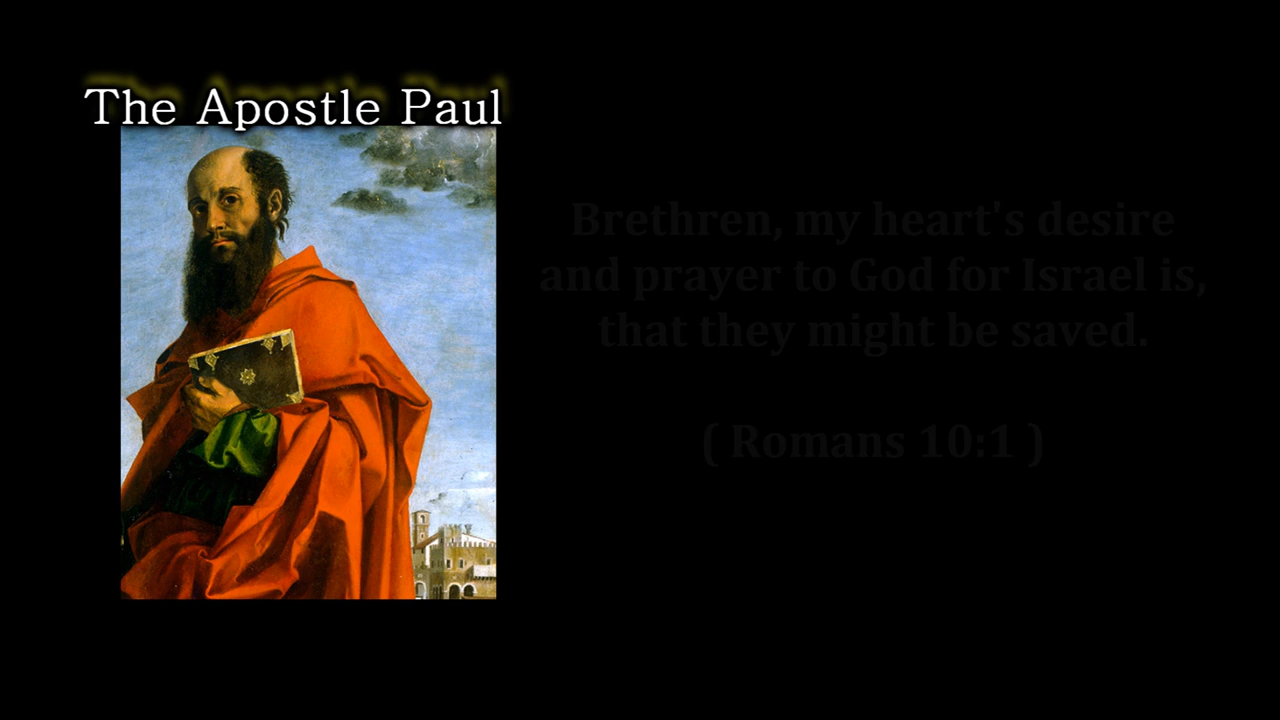 The Apostle Paul
Brethren, my heart's desire
and prayer to God for Israel is,
that they might be saved.
( Romans 10:1 )